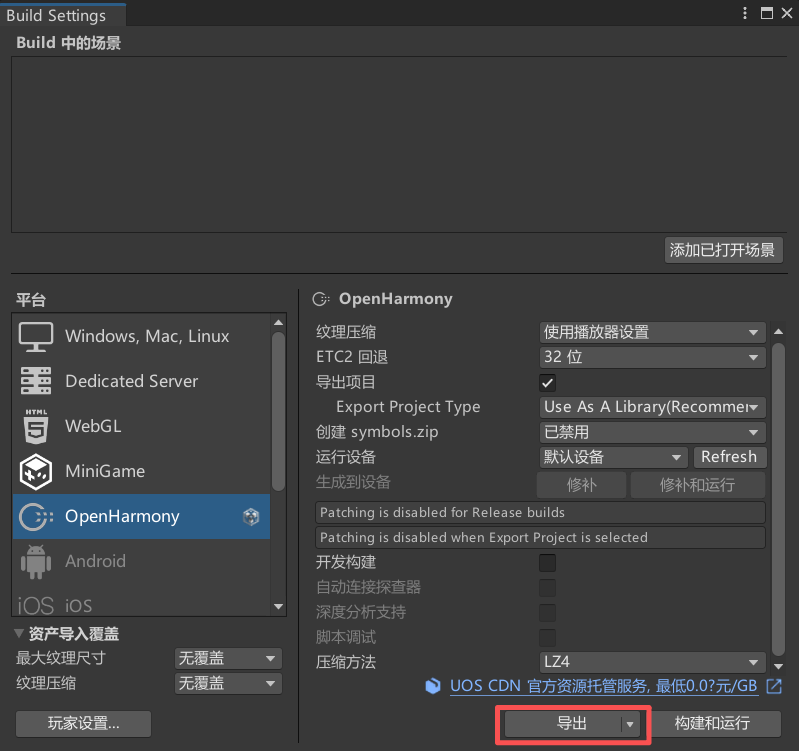 Build Settings
Build 中的场景
添加已打开场景
平台
Windows, Mac, Linux
Dedicated Server
HTML
5
WebGL
MiniGame
OpenHarmony
Android
iOS iOS
资产导入覆盖
最大纹理尺寸 无覆盖
纹理压缩 无覆盖
玩家设置...
OpenHarmony
纹理压缩 使用播放器设置
ETC2 回退 32 位
导出项目
Export Project Type Use As A Library(Recommer
创建 symbols.zip 已禁用
运行设备 默认设备 Refresh
生成到设备 修补 修补和运行
Patching is disabled for Release builds
Patching is disabled when Export Project is selected
开发构建
自动连接探查器
深度分析支持
脚本调试
压缩方法 LZ4
UOS CDN 官方资源托管服务, 最低0.0?元/GB
导出 构建和运行